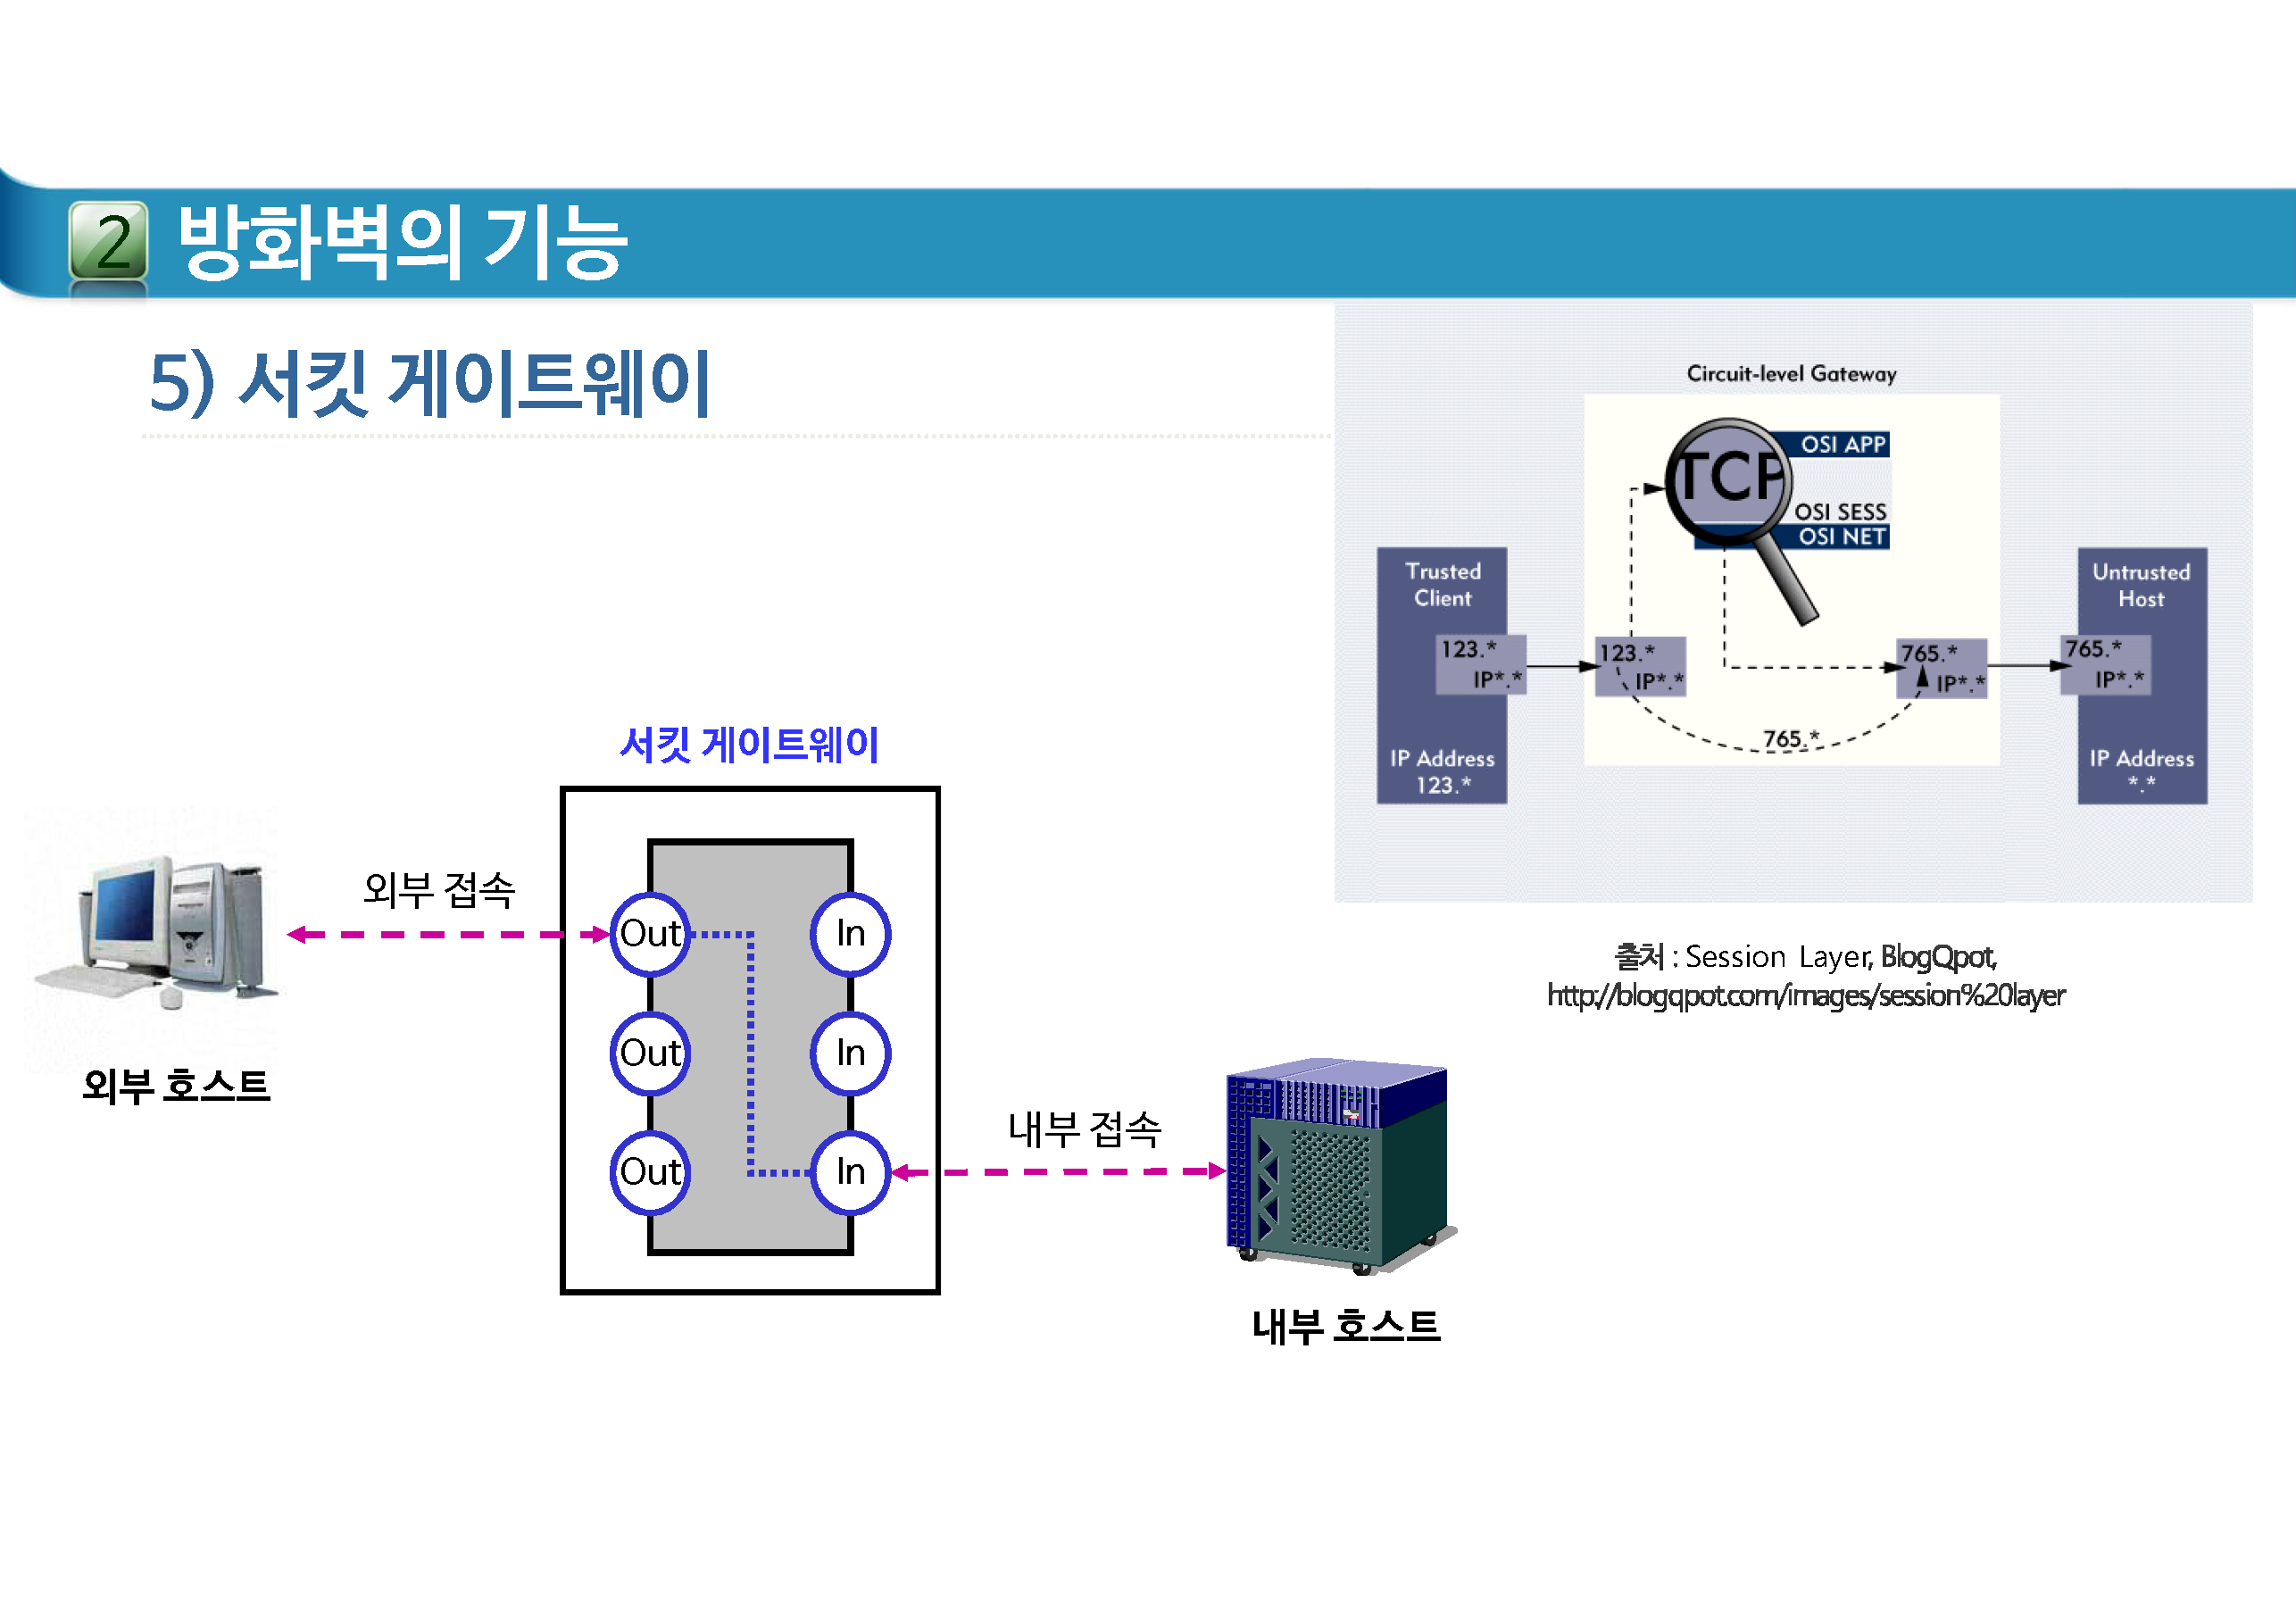 2 방화벽의 기능
5) 서킷 게이트웨이
Circuit-level Gateway
TCP
OSI APP
OSI SESS
OSI NET
Trusted
Client
123.*
IP*.*
IP Address
123.*
123.*
IP*.*
765.*
765.*
IP*.*
Untrusted
Host
765.*
IP*.*
IP Address
*.*
출처 : Session Layer, BlogQpot,
http://blogqpot.com/images/session%20layer
서킷 게이트웨이
외부 접속
Out In
Out In
Out In
외부 호스트
내부 접속
내부 호스트